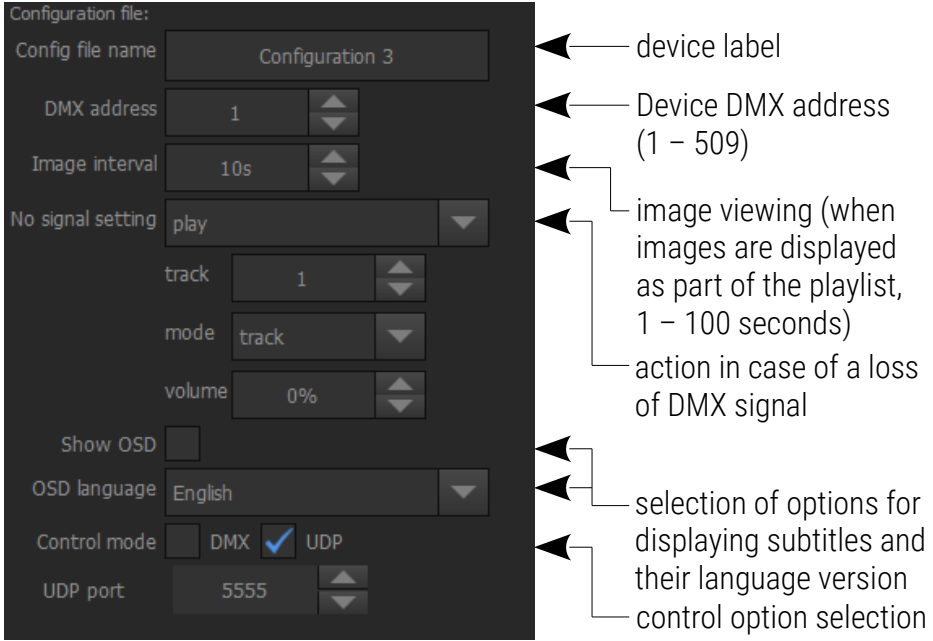 Configuration file:
Config file name
Configuration 3
device label
DMX address
1
Device DMX address
(1 – 509)
Image interval
10s
image viewing (when
images are displayed
as part of the playlist,
1 – 100 seconds)
No signal setting
play
action in case of a loss
of DMX signal
track
1
mode
track
volume
0%
Show OSD
OSD language
English
selection of options for
displaying subtitles and
their language version
Control mode
DMX
UDP
control option selection
UDP port
5555